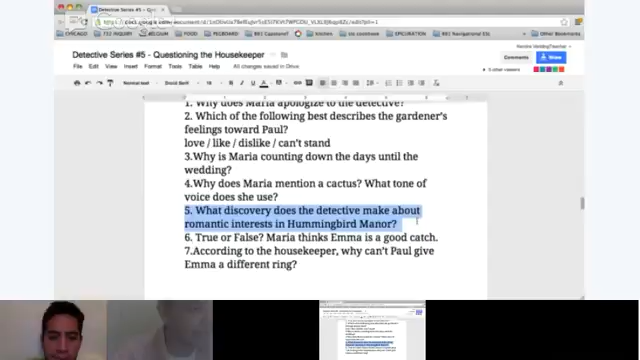 CHICAGO
FOOD
Kitchen
Detective Series #5 - Questioning the Housekeeper
File Edit View Insert Format Tools Table Help All changes saved in Drive
Comments Share
Normal text
1. Why does Maria apologize to the detective?
2. Which of the following best describes the gardener's
feelings toward Paul?
love / like / dislike / can't stand
3.Why is Maria counting down the days until the
wedding?
4.Why does Maria mention a cactus? What tone of
voice does she use?
5. What discovery does the detective make about
romantic interests in Hummingbird Manor?
6. True or False? Maria thinks Emma is a good catch.
7.According to the housekeeper, why can't Paul give
Emma a different ring?